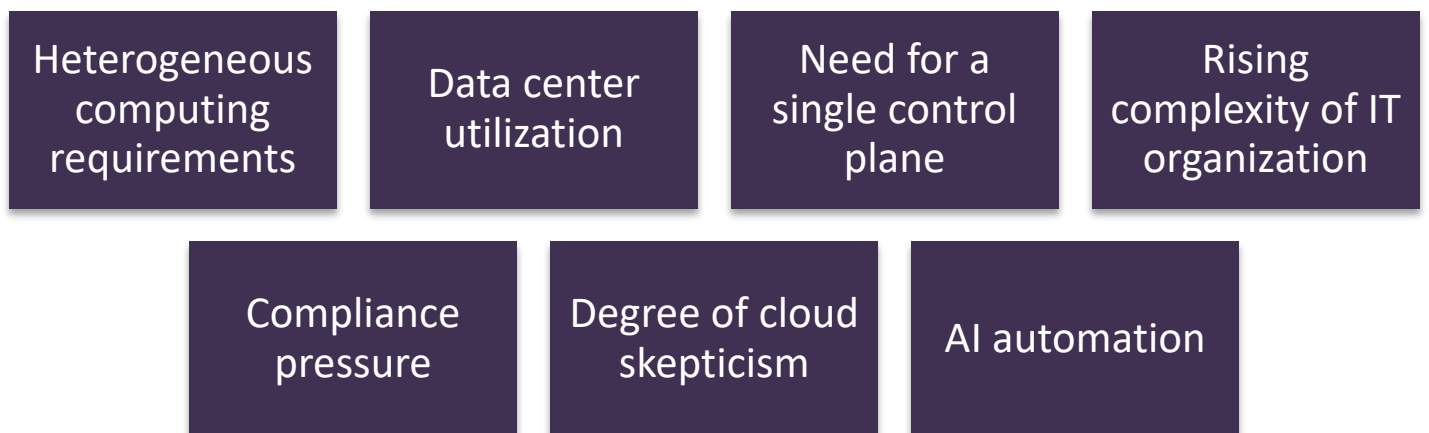 Heterogeneous
computing
requirements
Data center
utilization
Need for a
single control
plane
Rising
complexity of IT
organization
Compliance
pressure
Degree of cloud
skepticism
AI automation